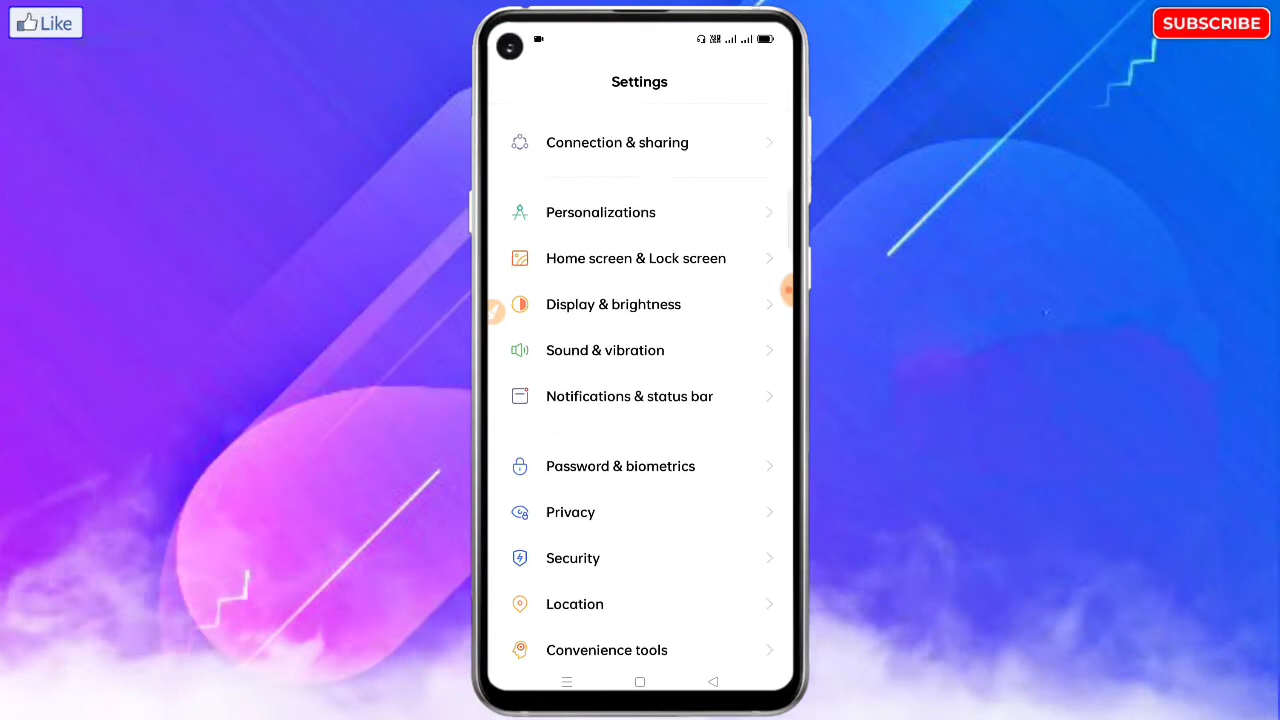 Like
SUBSCRIBE
Settings
Connection & sharing
Personalizations
Home screen & Lock screen
Display & brightness
Sound & vibration
Notifications & status bar
Password & biometrics
Privacy
Security
Location
Convenience tools